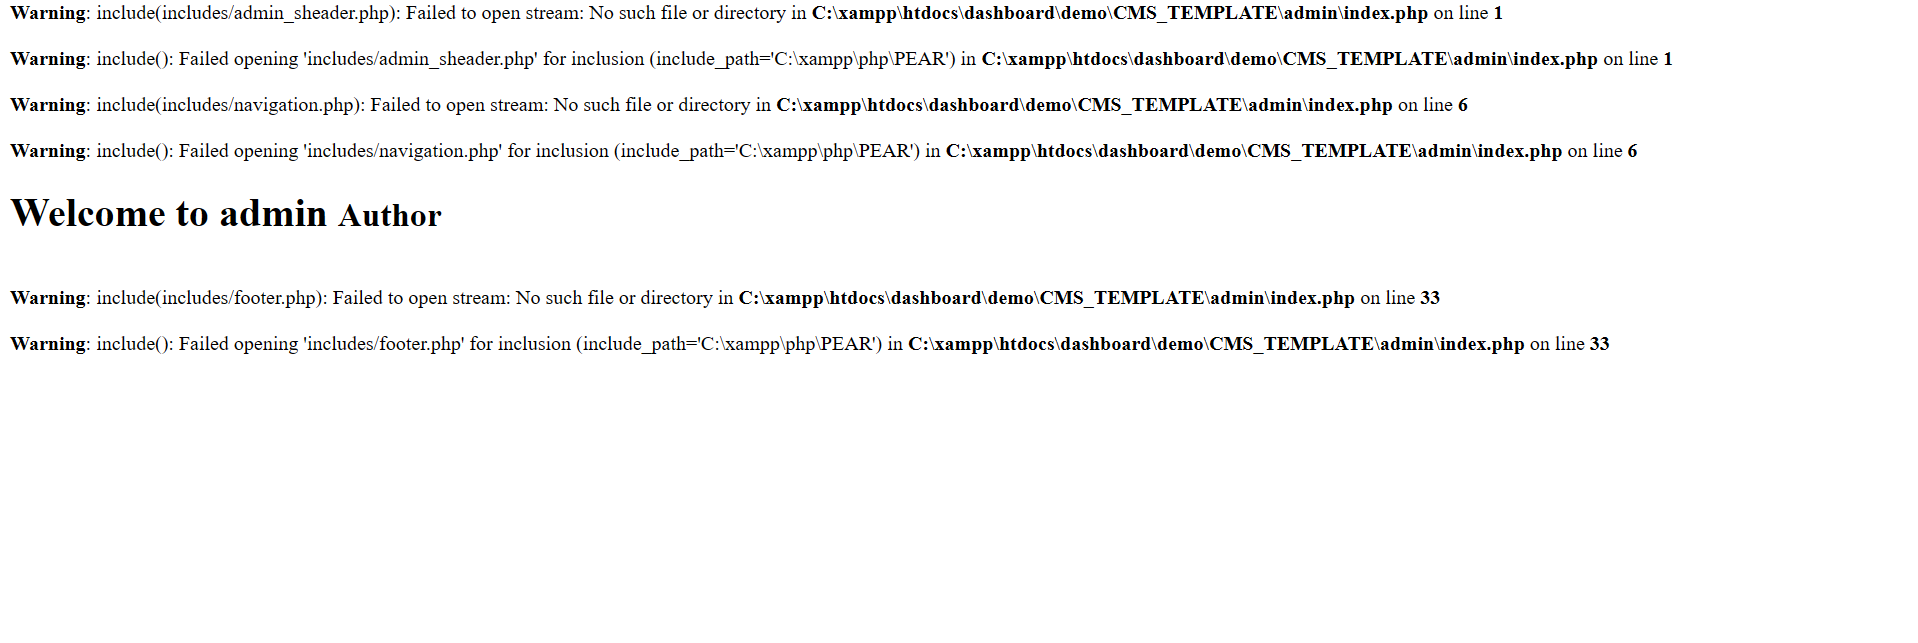 Warning: include(includes/admin_sheader.php): Failed to open stream: No such file or directory in C:\xampp\htdocs\dashboard\demo\CMS_TEMPLATE\admin\index.php on line 1
Warning: include(): Failed opening 'includes/admin_sheader.php' for inclusion (include_path='C:\xampp\php\PEAR') in C:\xampp\htdocs\dashboard\demo\CMS_TEMPLATE\admin\index.php on line 1
Warning: include(includes/navigation.php): Failed to open stream: No such file or directory in C:\xampp\htdocs\dashboard\demo\CMS_TEMPLATE\admin\index.php on line 6
Warning: include(): Failed opening 'includes/navigation.php' for inclusion (include_path='C:\xampp\php\PEAR') in C:\xampp\htdocs\dashboard\demo\CMS_TEMPLATE\admin\index.php on line 6
Welcome to admin Author
Warning: include(includes/footer.php): Failed to open stream: No such file or directory in C:\xampp\htdocs\dashboard\demo\CMS_TEMPLATE\admin\index.php on line 33
Warning: include(): Failed opening 'includes/footer.php' for inclusion (include_path='C:\xampp\php\PEAR') in C:\xampp\htdocs\dashboard\demo\CMS_TEMPLATE\admin\index.php on line 33